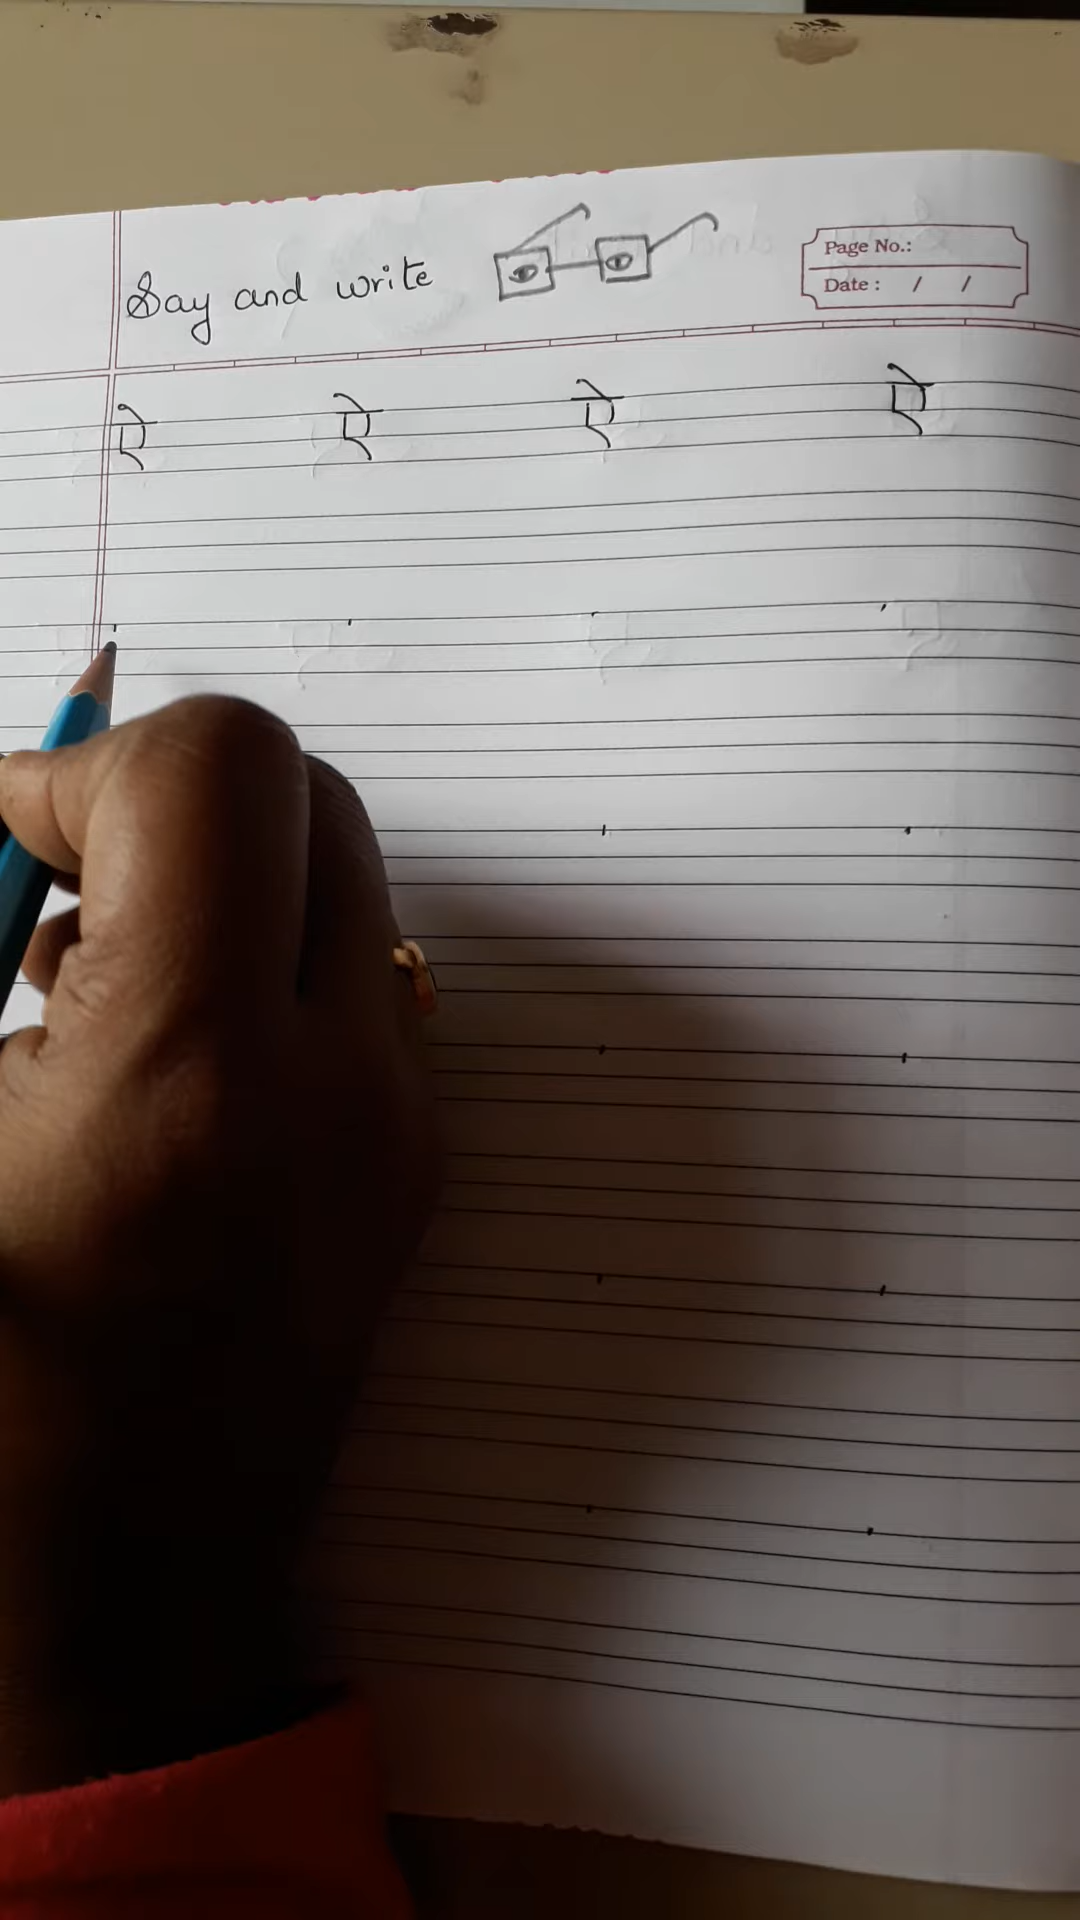 Say and write
Page No.:
Date : / /
ऐ ऐ ऐ ऐ